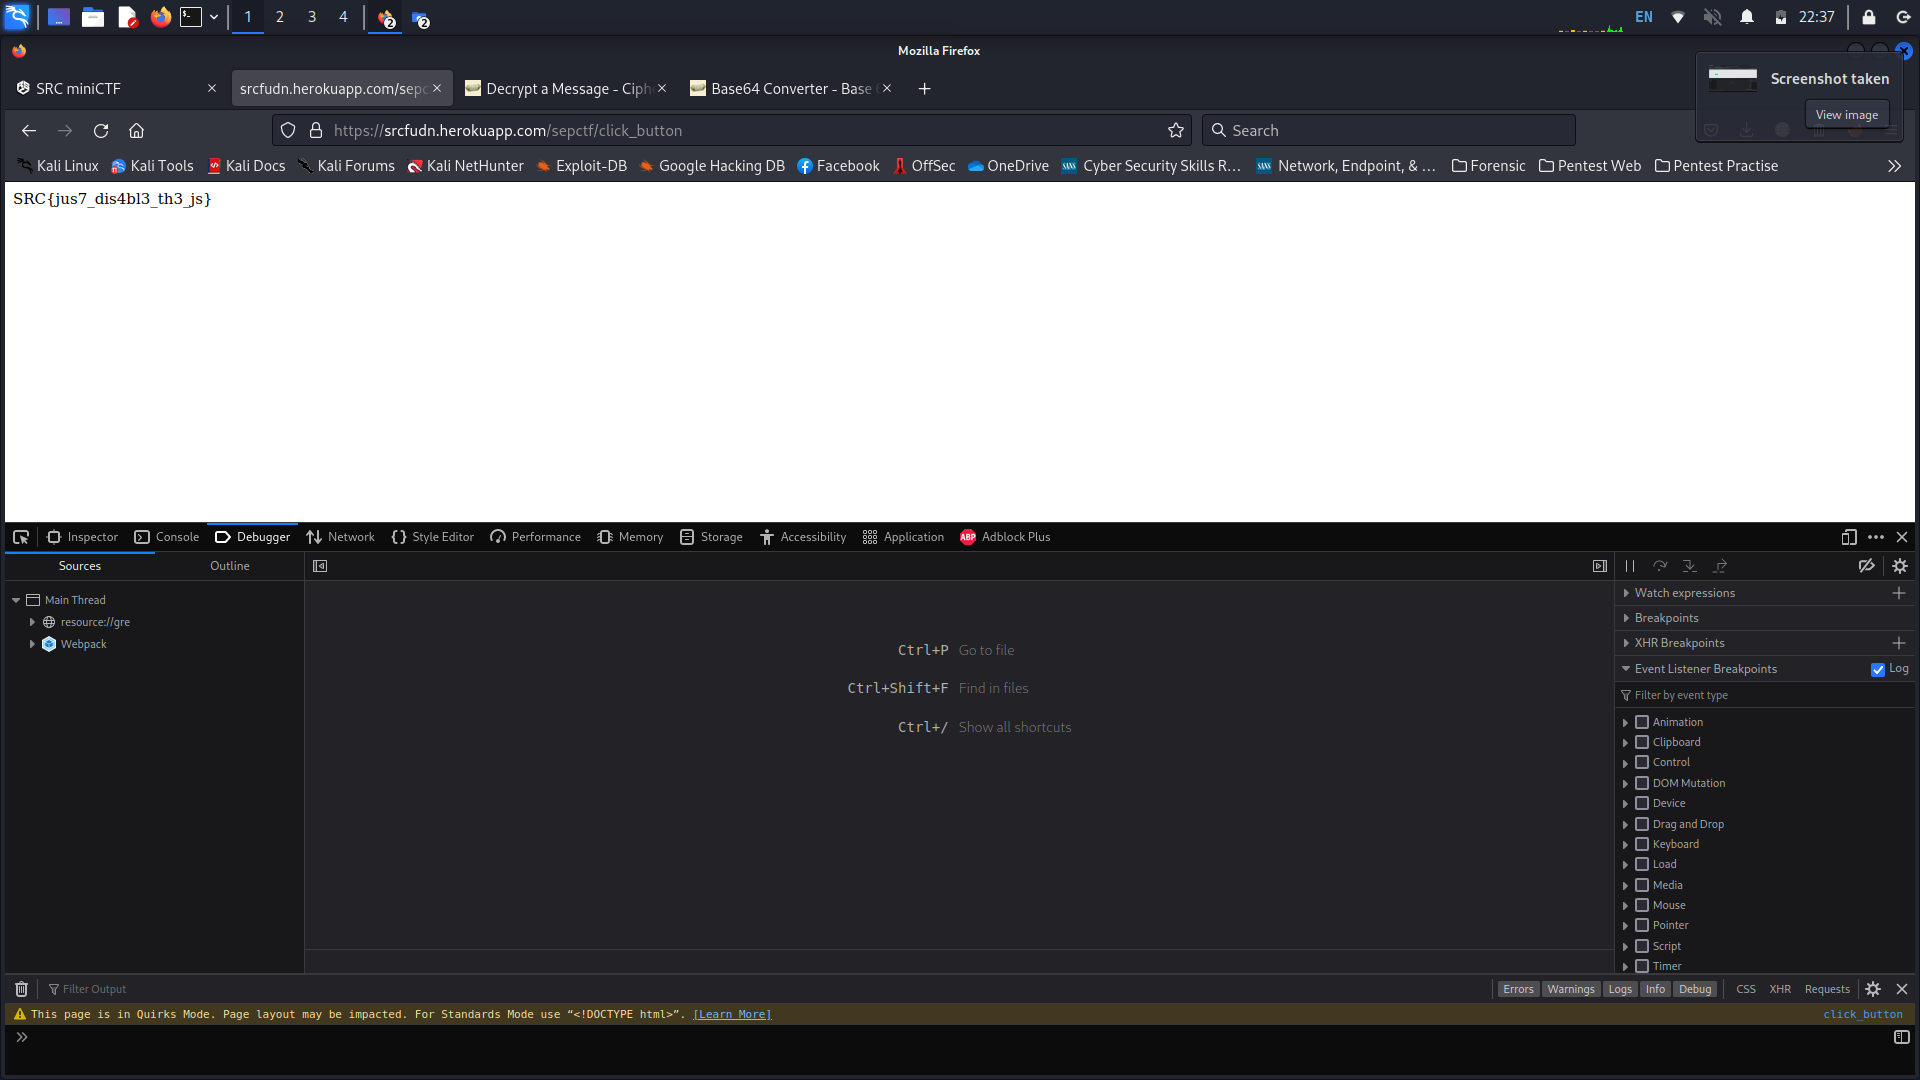 1 2 3 4 2 2 EN 22:37
Mozilla Firefox
Screenshot taken
View image
SRC miniCTF srcfudn.herokuapp.com/sepc Decrypt a Message - Ciph Base64 Converter - Base
https://srcfudn.herokuapp.com/sepctf/click_button Search
Kali Linux Kali Tools Kali Docs Kali Forums Kali NetHunter Exploit-DB Google Hacking DB Facebook OffSec OneDrive Cyber Security Skills R... Network, Endpoint, & ... Forensic Pentest Web Pentest Practise
SRC{jus7_dis4bl3_th3_js}
Inspector Console Debugger Network Style Editor Performance Memory Storage Accessibility Application ABP Adblock Plus
Sources Outline
Main Thread
resource://gre
Webpack
Ctrl+P Go to file
Ctrl+Shift+F Find in files
Ctrl+/ Show all shortcuts
Watch expressions
Breakpoints
XHR Breakpoints
Event Listener Breakpoints Log
Filter by event type
Animation
Clipboard
Control
DOM Mutation
Device
Drag and Drop
Keyboard
Load
Media
Mouse
Pointer
Script
Timer
Filter Output Errors Warnings Logs Info Debug CSS XHR Requests
This page is in Quirks Mode. Page layout may be impacted. For Standards Mode use “<!DOCTYPE html>”. [Learn More] click_button